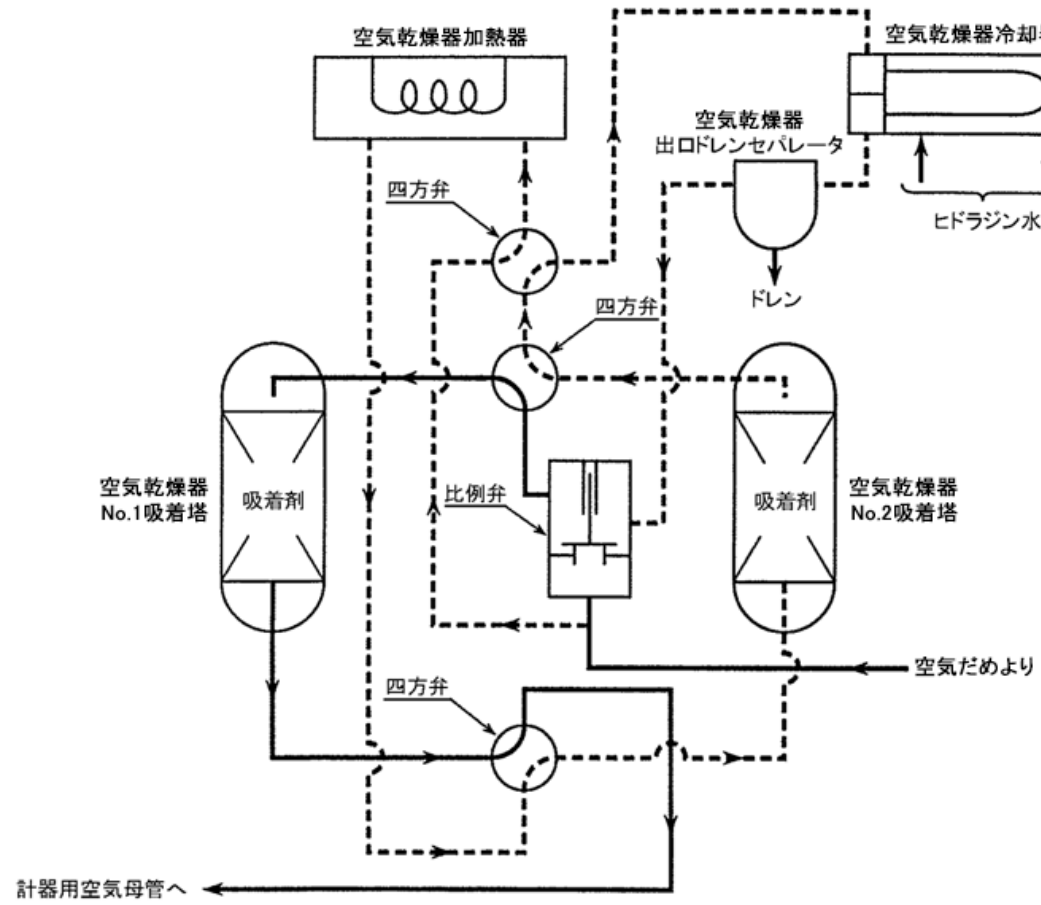 空気乾燥器加熱器
空気乾燥器冷却
空気乾燥器
出口ドレンセパレータ
四方弁
ヒドラジン水
ドレン
四方弁
空気乾燥器
No.1吸着塔
吸着剤
比例弁
吸着剤
空気乾燥器
No.2吸着塔
空気だめより
四方弁
計器用空気母管へ